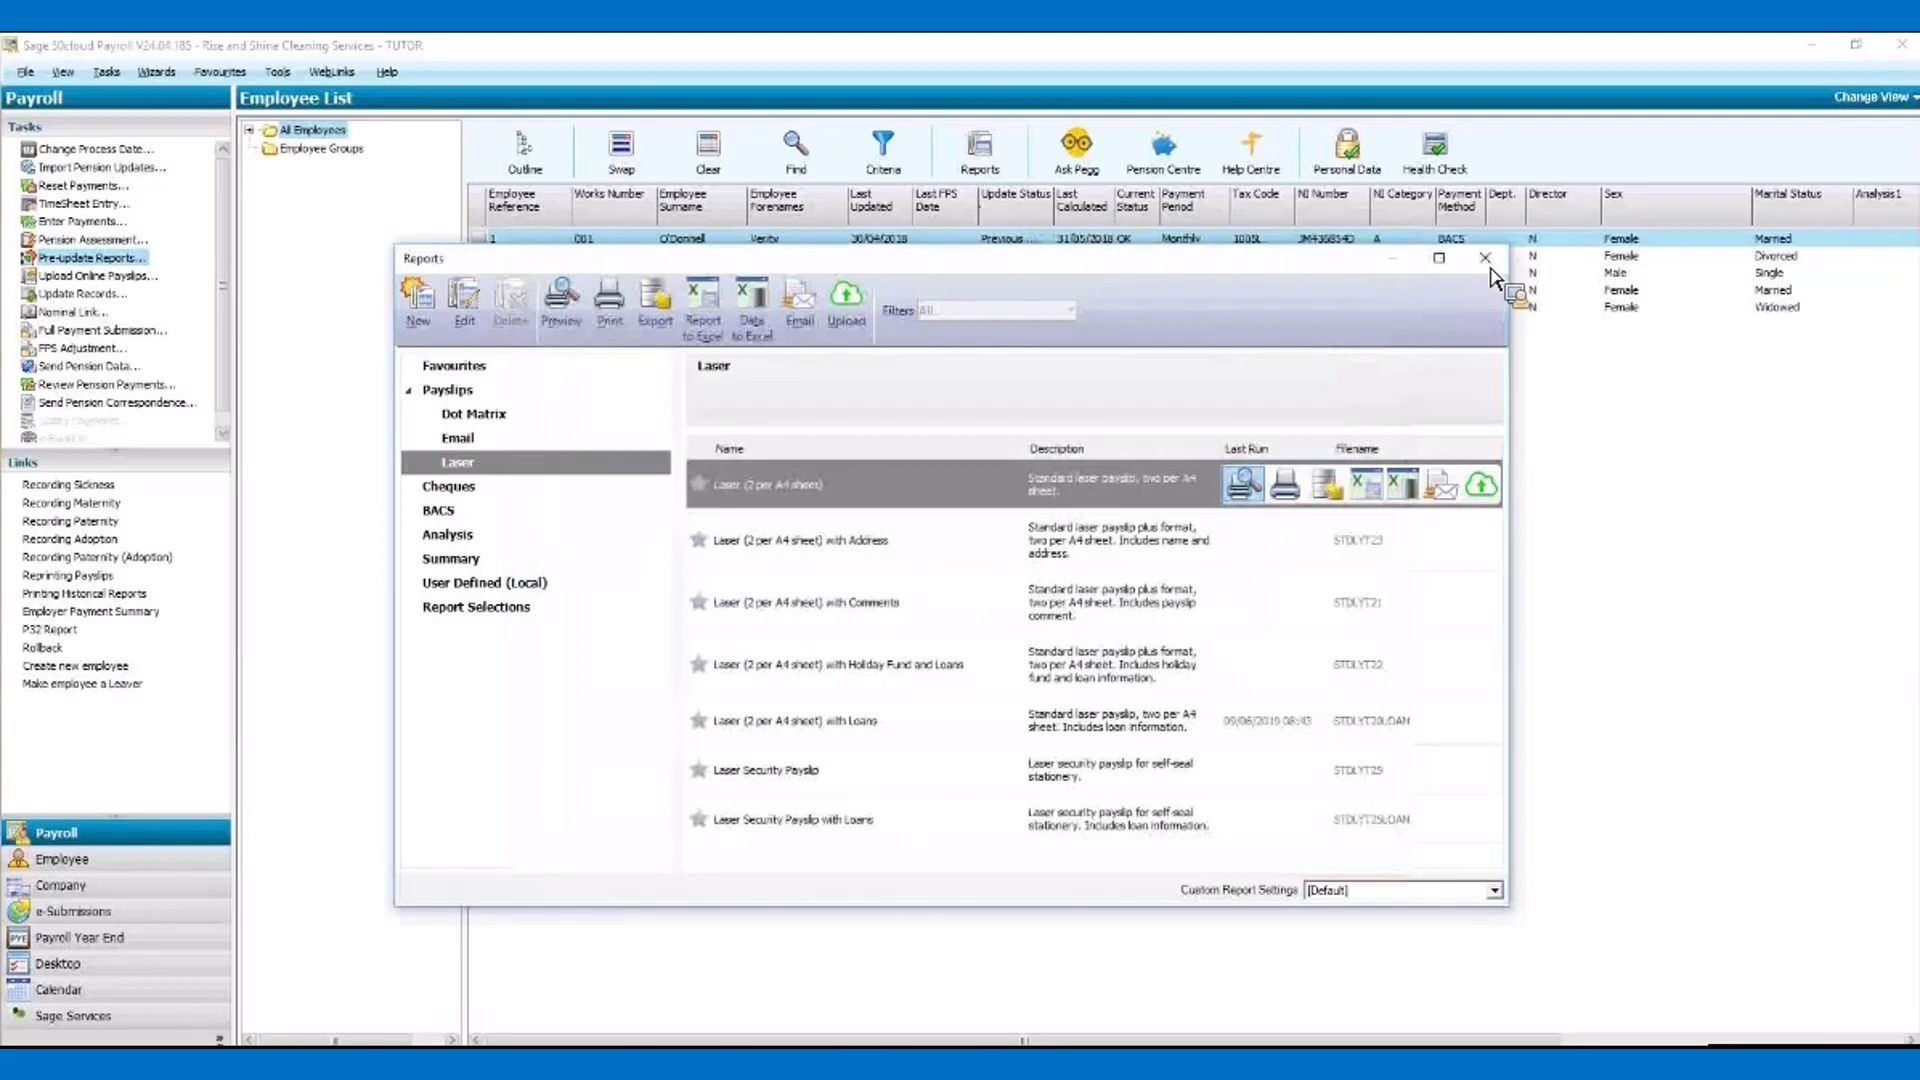 Sage 50cloud Payroll V24.04.185 - Rise and Shine Cleaning Services - TUTOR
File View Tasks Wizards Favourites Tools WebLinks Help
Payroll
Employee List
Change View
Tasks
Change Process Date...
Import Pension Updates...
Reset Payments...
TimeSheet Entry...
Enter Payments...
Pension Assessment...
Pre-update Reports...
Upload Online Payslips...
Update Records...
Nominal Link...
Full Payment Submission...
FPS Adjustment...
Send Pension Data...
Review Pension Payments...
Send Pension Correspondence...
Links
Recording Sickness
Recording Maternity
Recording Paternity
Recording Adoption
Recording Paternity (Adoption)
Reprinting Payslips
Printing Historical Reports
Employer Payment Summary
P32 Report
Rollback
Create new employee
Make employee a Leaver
Payroll
Employee
Company
e-Submissions
Payroll Year End
Desktop
Calendar
Sage Services
All Employees
Employee Groups
Outline Swap Clear Find Criteria Reports Ask Pegg Pension Centre Help Centre Personal Data Health Check
Employee Reference Works Number Employee Surname Employee Forenames Last Updated Last FPS Date Update Status Last Calculated Current Status Payment Period Tax Code NI Number NI Category Payment Method Dept. Director Sex Marital Status Analysis1
1 001 O'Donnell Verity 30/04/2018 Previous ... 31/05/2018 OK Monthly A BACS N Female Married
N Female Divorced
N Male Single
N Female Married
N Female Widowed
Reports
New Edit Delete Preview Print Export Report to Excel Data to Excel Email Upload
Filters All...
Favourites
Payslips
Dot Matrix
Email
Laser
Cheques
BACS
Analysis
Summary
User Defined (Local)
Report Selections
Laser
Name Description Last Run Filename
Laser (2 per A4 sheet) Standard laser payslip, two per A4 sheet).
Laser (2 per A4 sheet) with Address Standard laser payslip plus format, two per A4 sheet. Includes name and address. STDLYT23
Laser (2 per A4 sheet) with Comments Standard laser payslip plus format, two per A4 sheet. Includes payslip comment. STDLYT21
Laser (2 per A4 sheet) with Holiday Fund and Loans Standard laser payslip plus format, two per A4 sheet. Includes holiday fund and loan information. STDLYT22
Laser (2 per A4 sheet) with Loans Standard laser payslip, two per A4 sheet. Includes loan information. 09/06/2019 08:43 STDLYT20LOAN
Laser Security Payslip Laser security payslip for self-seal stationery. STDLYT25
Laser Security Payslip with Loans Laser security payslip for self-seal stationery. Includes loan information. STDLYT25LOAN
Custom Report Settings [Default]